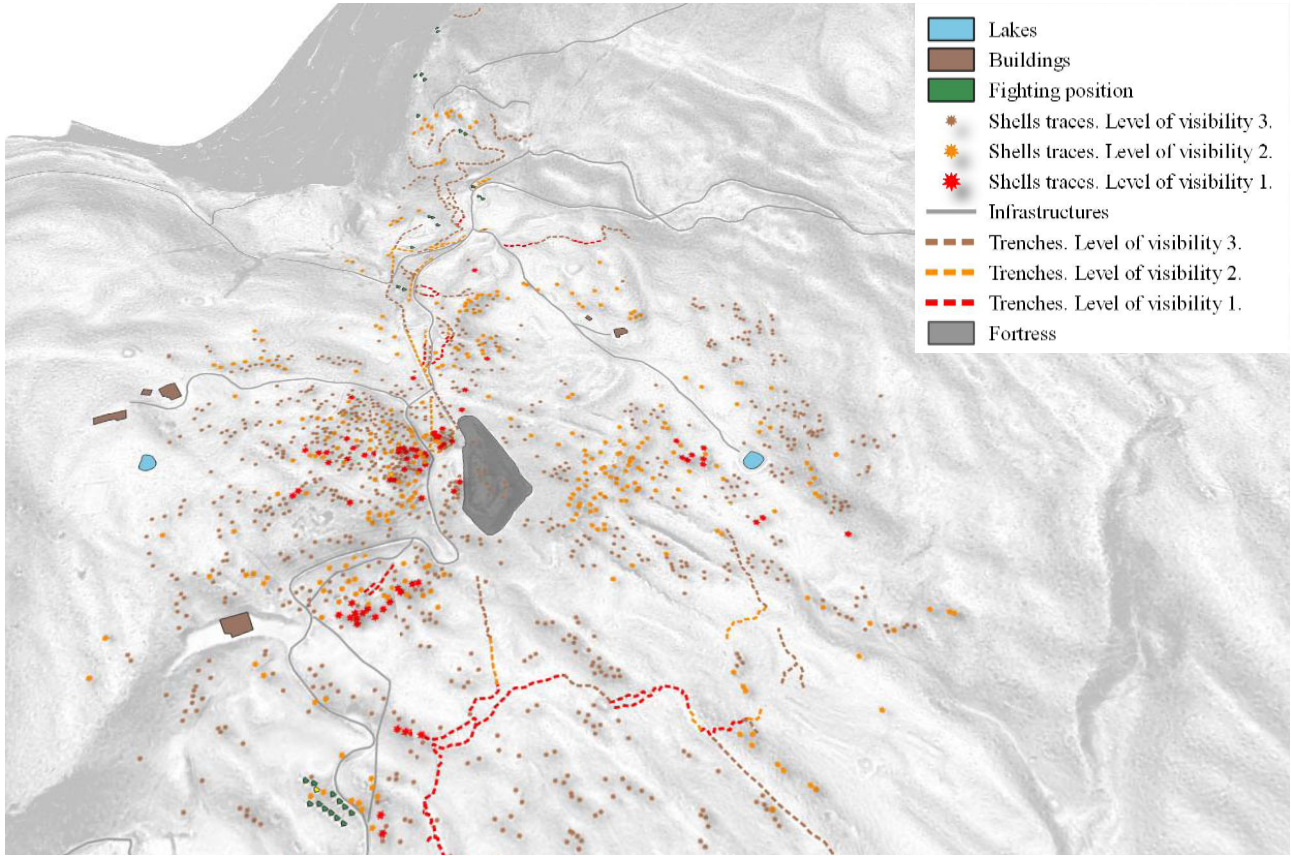 Lakes
Buildings
Fighting position
Shells traces. Level of visibility 3.
Shells traces. Level of visibility 2.
Shells traces. Level of visibility 1.
Infrastructures
Trenches. Level of visibility 3.
Trenches. Level of visibility 2.
Trenches. Level of visibility 1.
Fortress